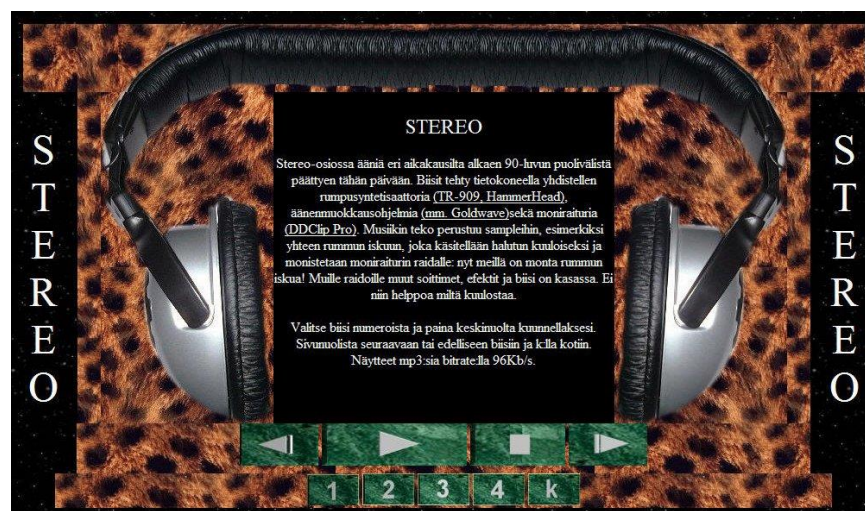 STEREO
STEREO
Stereo-osiossa ääniä eri aikakausilta alkaen 90-luvun puolivälistä
päättyen tähän päivään. Biisit tehty tietokoneella yhdistellen
rumpusyntetisaattoria (TR-909, HammerHead),
äänenmuokkausohjelmia (mm. Goldwave)sekä moniraituria
(DDClip Pro). Musiikin teko perustuu sampleihin, esimerkiksi
yhteen rummun iskuun, joka käsitellään halutun kuuloiseksi ja
monistetaan moniraiturin raidalle: nyt meillä on monta rummun
iskua! Muille raidoille muut soittimet, efektit ja biisi on kasassa. Ei
niin helppoa miltä kuulostaa.
Valitse biisi numeroista ja paina keskinuolta kuunnellaksesi.
Sivunuolista seuraavaan tai edelliseen biisiin ja k:lla kotiin.
Näytteet mp3:sia bitrate:lla 96Kb/s.
STEREO
1 2 3 4 k